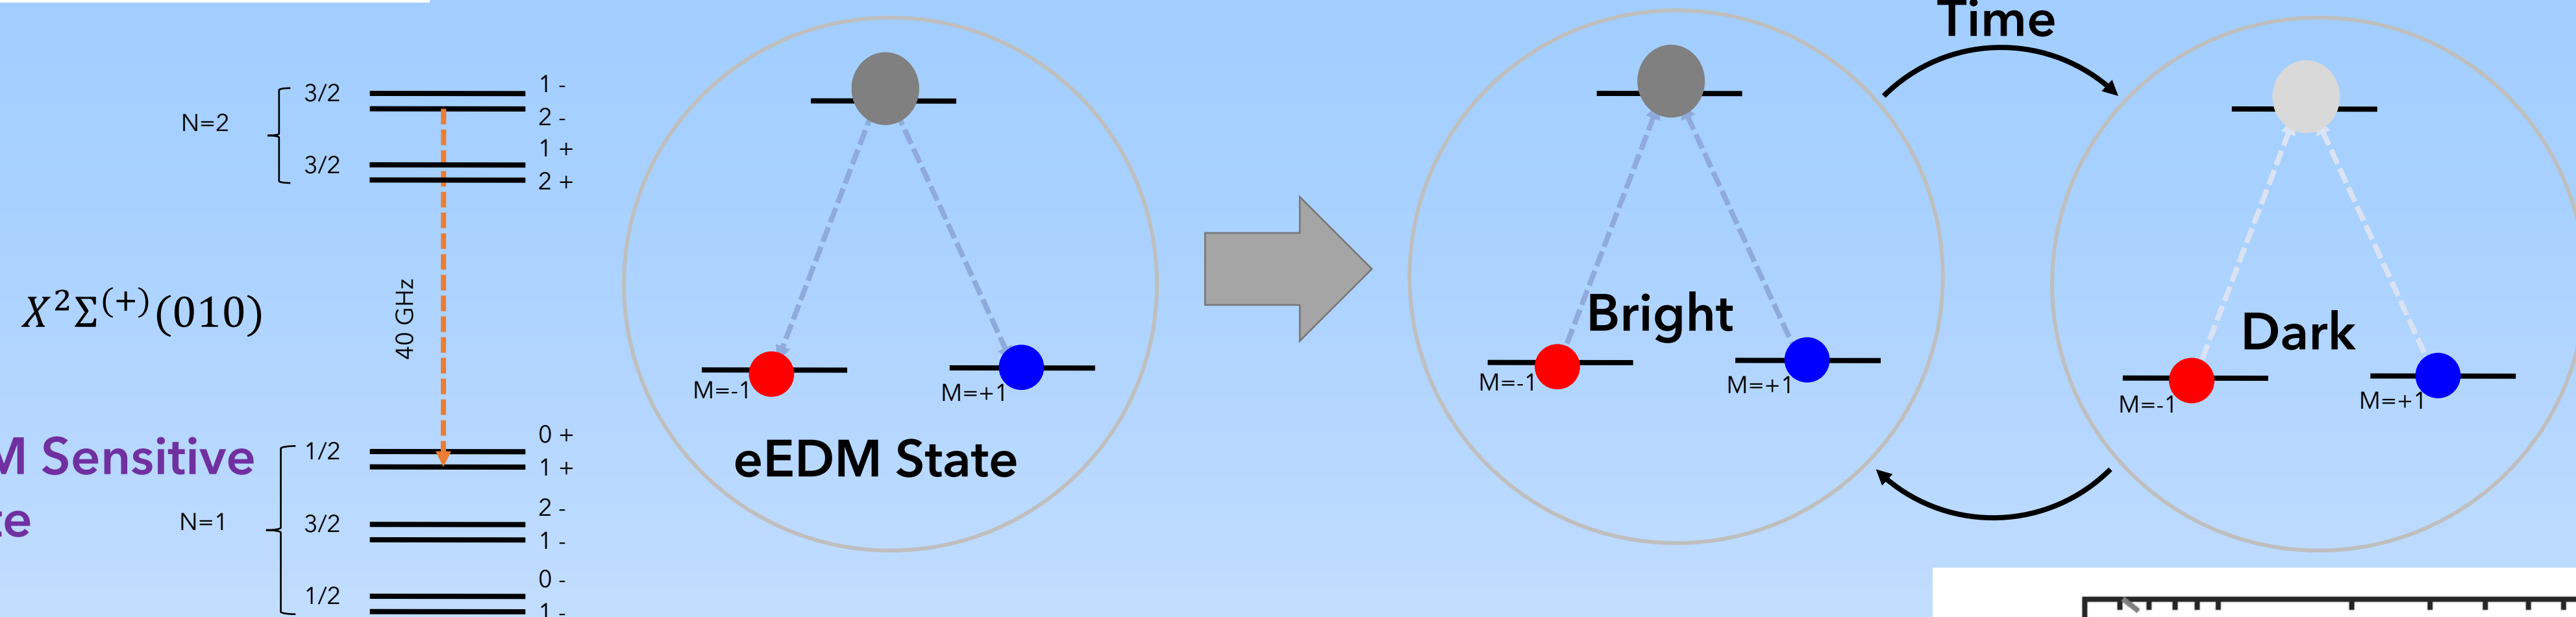 Time
3/2
1 -
N=2
2 -
3/2
1 +
2 +
X²Σ⁽⁺⁾(010)
40 GHz
Bright
Dark
M=-1
M=+1
M=-1
M=+1
M=-1
M=+1
M Sensitive
eEDM State
1/2
0 +
1 +
N=1
3/2
2 -
1 -
1/2
0 -
1 -